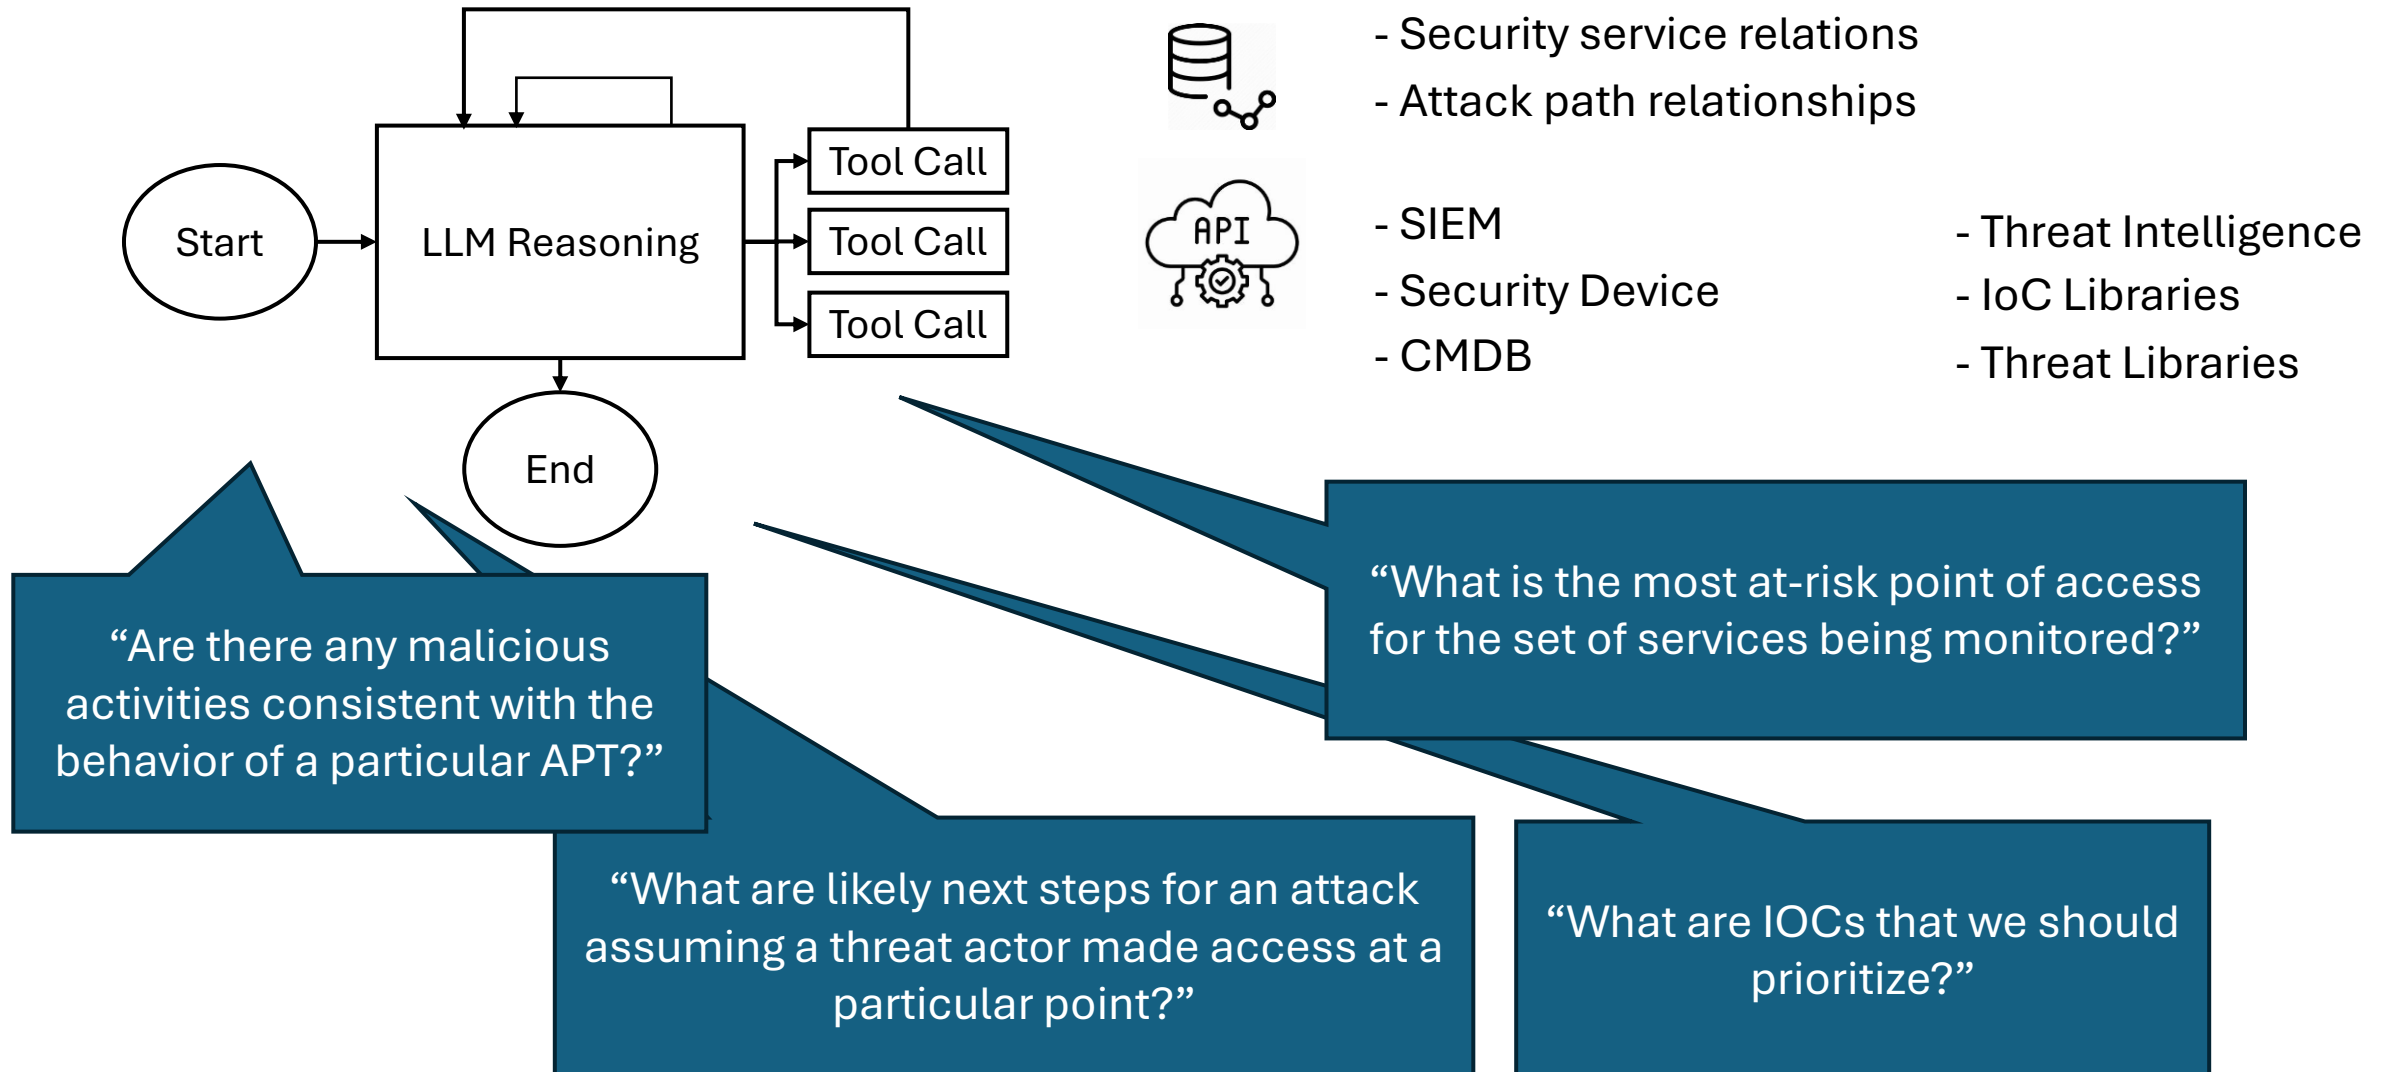 Start
LLM Reasoning
Tool Call
Tool Call
Tool Call
End
- Security service relations
- Attack path relationships
API
- SIEM
- Security Device
- CMDB
- Threat Intelligence
- IoC Libraries
- Threat Libraries
“What is the most at-risk point of access
for the set of services being monitored?”
“Are there any malicious
activities consistent with the
behavior of a particular APT?”
“What are likely next steps for an attack
assuming a threat actor made access at a
particular point?”
“What are IOCs that we should
prioritize?”